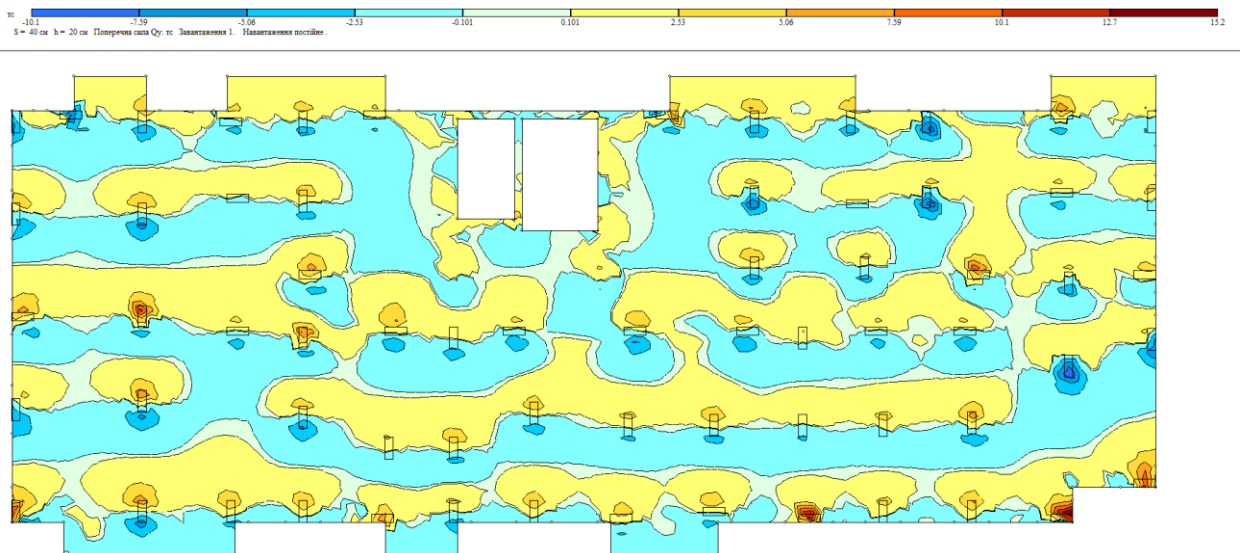 тс
-10.1 -7.59 -5.06 -2.53 -0.101 0.101 2.53 5.06 7.59 10.1 12.7 15.2
S = 40 см h = 20 см Поперечна сила Qy. тс Завантаження 1. Навантаження постійне .